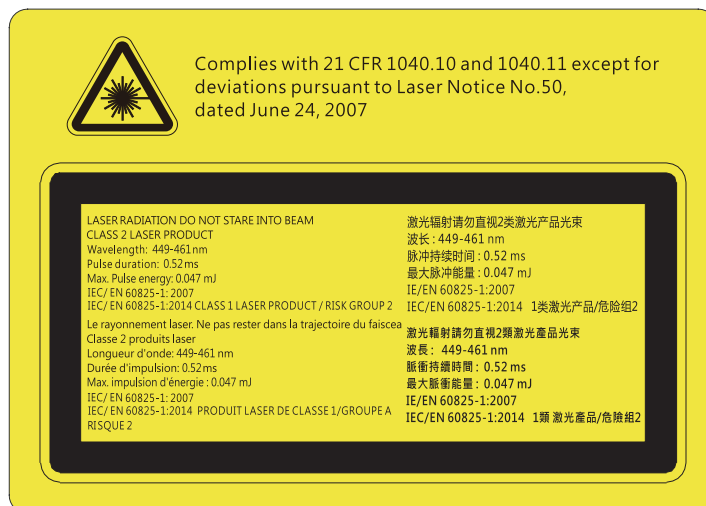 Complies with 21 CFR 1040.10 and 1040.11 except for
deviations pursuant to Laser Notice No.50,
dated June 24, 2007
LASER RADIATION DO NOT STARE INTO BEAM
CLASS 2 LASER PRODUCT
Wavelength: 449-461nm
Pulse duration: 0.52ms
Max. Pulse energy: 0.047 mJ
IEC/ EN 60825-1: 2007
IEC/ EN 60825-1:2014 CLASS 1 LASER PRODUCT / RISK GROUP 2
Le rayonnement laser. Ne pas rester dans la trajectoire du faiscea
Classe 2 produits laser
Longueur d'onde: 449-461 nm
Durée d'impulsion: 0.52ms
Max. impulsion d'énergie : 0.047 mJ
IEC/ EN 60825-1: 2007
IEC/ EN 60825-1:2014 PRODUIT LASER DE CLASSE 1/GROUPE A
RISQUE 2
激光辐射请勿直视2类激光产品光束
波长 : 449-461 nm
脉冲持续时间 : 0.52 ms
最大脉冲能量 : 0.047 mJ
IE/EN 60825-1:2007
IEC/EN 60825-1:2014 1类激光产品/危险组2
激光輻射請勿直視2類激光產品光束
波長 : 449-461 nm
脈衝持續時間 : 0.52 ms
最大脈衝能量 : 0.047 mJ
IE/EN 60825-1:2007
IEC/EN 60825-1:2014 1類 激光產品/危險組2